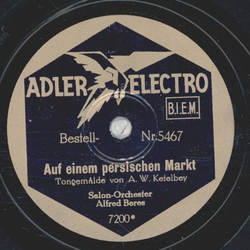 ADLER ELECTRO
B.I.E.M.
Bestell- Nr. 5467
Auf einem persischen Markt
Tongemälde von A. W. Ketelbey
Salon-Orchester
Alfred Beres
7200*